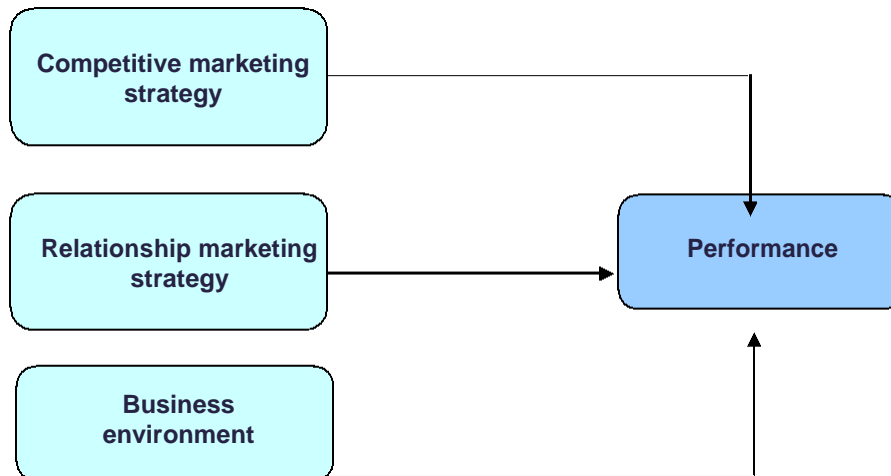 Competitive marketing
strategy
Relationship marketing
strategy
Performance
Business
environment